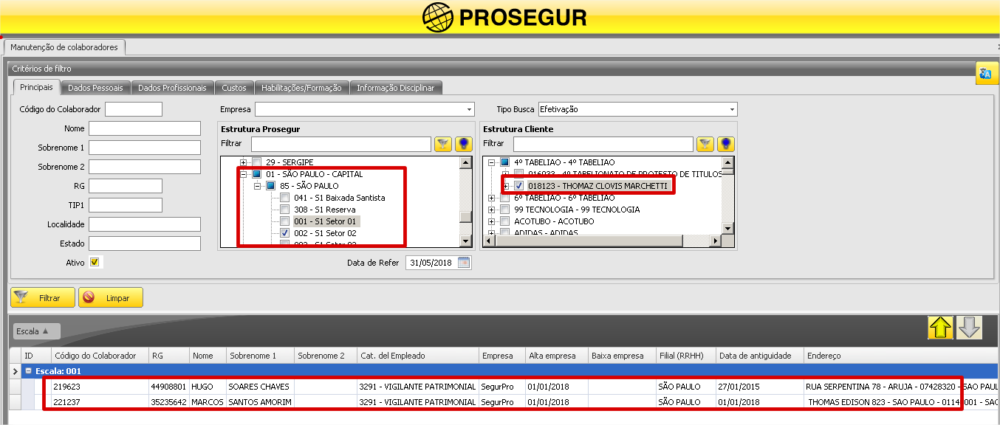 PROSEGUR
Manutenção de colaboradores
Critérios de filtro
Principais Dados Pessoais Dados Profissionais Custos Habilitações/Formação Informação Disciplinar
Código do Colaborador Empresa Tipo Busca Efetivação
Nome Estrutura Prosegur Estrutura Cliente
Sobrenome 1 Filtrar Filtrar
Sobrenome 2 29 - SERGIPE 4º TABELIAO - 4º TABELIAO
01 - SÃO PAULO - CAPITAL 016033 - 4º TABELIONATO DE PROTESTO DE TITULOS
RG 85 - SÃO PAULO 018123 - THOMAZ CLOVIS MARCHETTI
TIP1 041 - S1 Baixada Santista 6º TABELIAO - 6º TABELIAO
308 - S1 Reserva 99 TECNOLOGIA - 99 TECNOLOGIA
Localidade 001 - S1 Setor 01 ACOTUBO - ACOTUBO
Estado 002 - S1 Setor 02 ADIDAS - ADIDAS
003 - S1 Setor 03
Ativo Data de Refer 31/05/2018
Filtrar Limpar
Escala
ID Código do Colaborador RG Nome Sobrenome 1 Sobrenome 2 Cat. del Empleado Empresa Alta empresa Baixa empresa Filial (RRHH) Data de antiguidade Endereço
Escala: 001
219623 44908801 HUGO SOARES CHAVES 3291 - VIGILANTE PATRIMONIAL SegurPro 01/01/2018 SÃO PAULO 27/01/2015 RUA SERPENTINA 78 - ARUJA - 07428320 - SAO PAUL
221237 35235642 MARCOS SANTOS AMORIM 3291 - VIGILANTE PATRIMONIAL SegurPro 01/01/2018 SÃO PAULO 01/01/2018 THOMAS EDISON 823 - SAO PAULO - 0114 001 - SAO